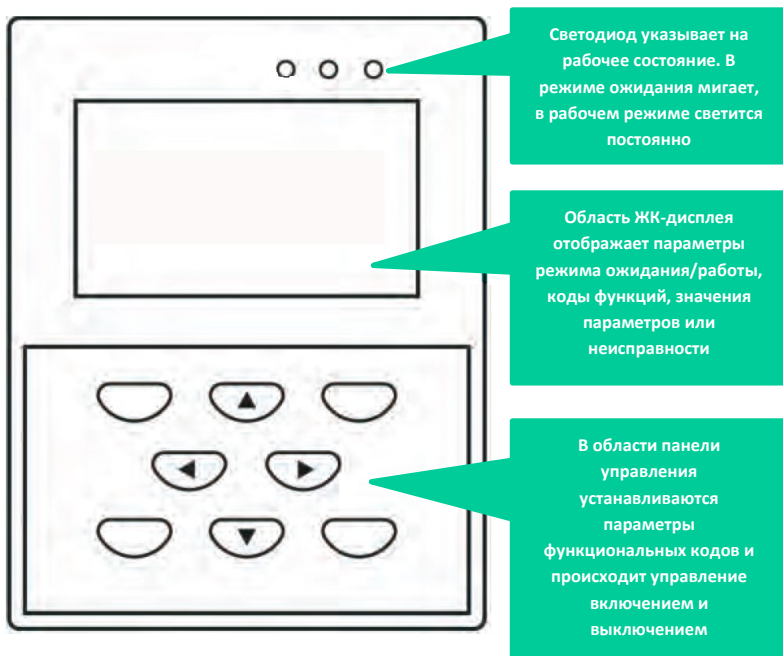 Светодиод указывает на
рабочее состояние. В
режиме ожидания мигает,
в рабочем режиме светится
постоянно
Область ЖК-дисплея
отображает параметры
режима ожидания/работы,
коды функций, значения
параметров или
неисправности
В области панели
управления
устанавливаются
параметры
функциональных кодов и
происходит управление
включением и
выключением